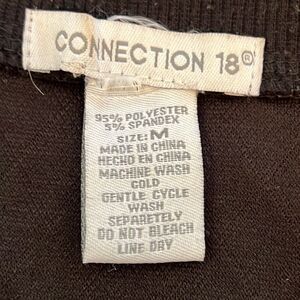 CONNECTION 18®
95% POLYESTER
5% SPANDEX
SIZE: M
MADE IN CHINA
HECHO EN CHINA
MACHINE WASH
COLD
GENTLE CYCLE
WASH
SEPARETELY
DO NOT BLEACH
LINE DRY